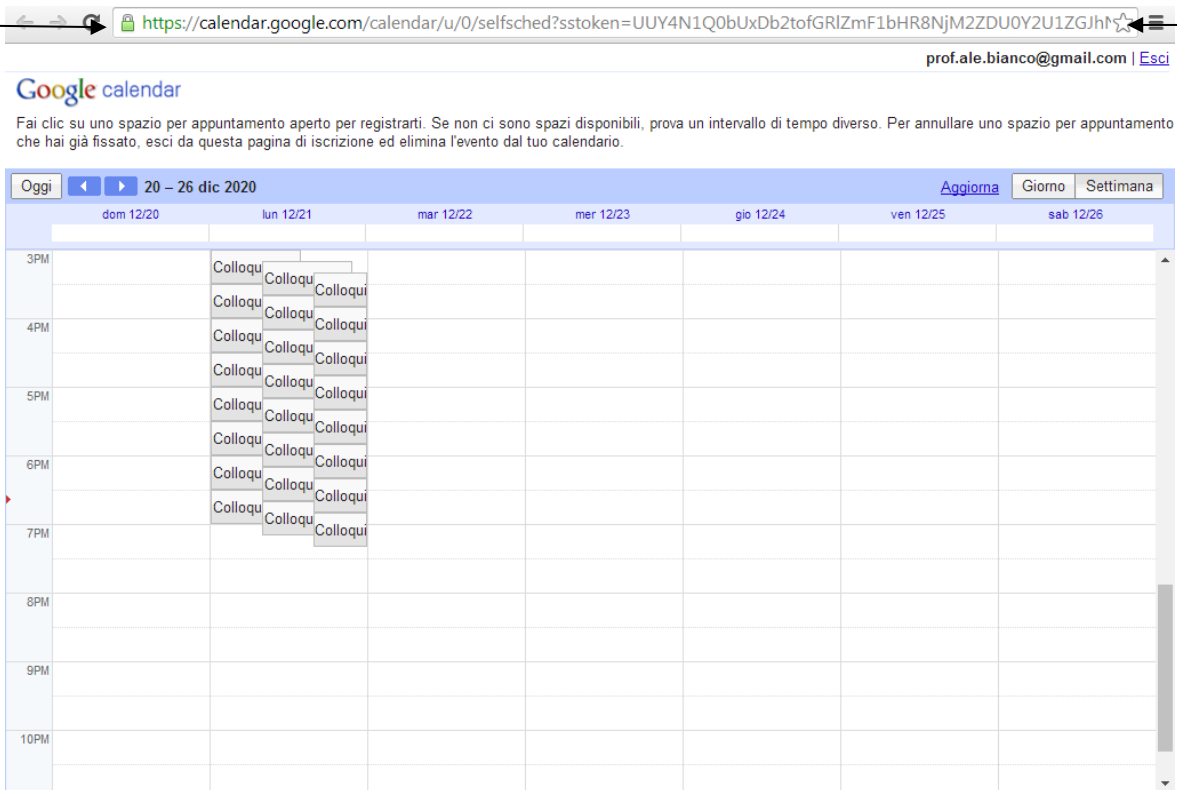 https://calendar.google.com/calendar/u/0/selfsched?sstoken=UUY4N1Q0bUxDb2tofGRlZmF1bHR8NjM2ZDU0Y2U1ZGJh
prof.ale.bianco@gmail.com | Esci
Google calendar
Fai clic su uno spazio per appuntamento aperto per registrarti. Se non ci sono spazi disponibili, prova un intervallo di tempo diverso. Per annullare uno spazio per appuntamento
che hai già fissato, esci da questa pagina di iscrizione ed elimina l'evento dal tuo calendario.
Oggi 20 – 26 dic 2020 Aggiorna Giorno Settimana
dom 12/20 lun 12/21 mar 12/22 mer 12/23 gio 12/24 ven 12/25 sab 12/26
3PM
Colloqu Colloqu Colloqui
Colloqu Colloqu Colloqui
4PM
Colloqu Colloqu Colloqui
Colloqu Colloqu Colloqui
5PM
Colloqu Colloqu Colloqui
Colloqu Colloqu Colloqui
6PM
Colloqu Colloqu Colloqui
Colloqu Colloqu Colloqui
7PM
8PM
9PM
10PM